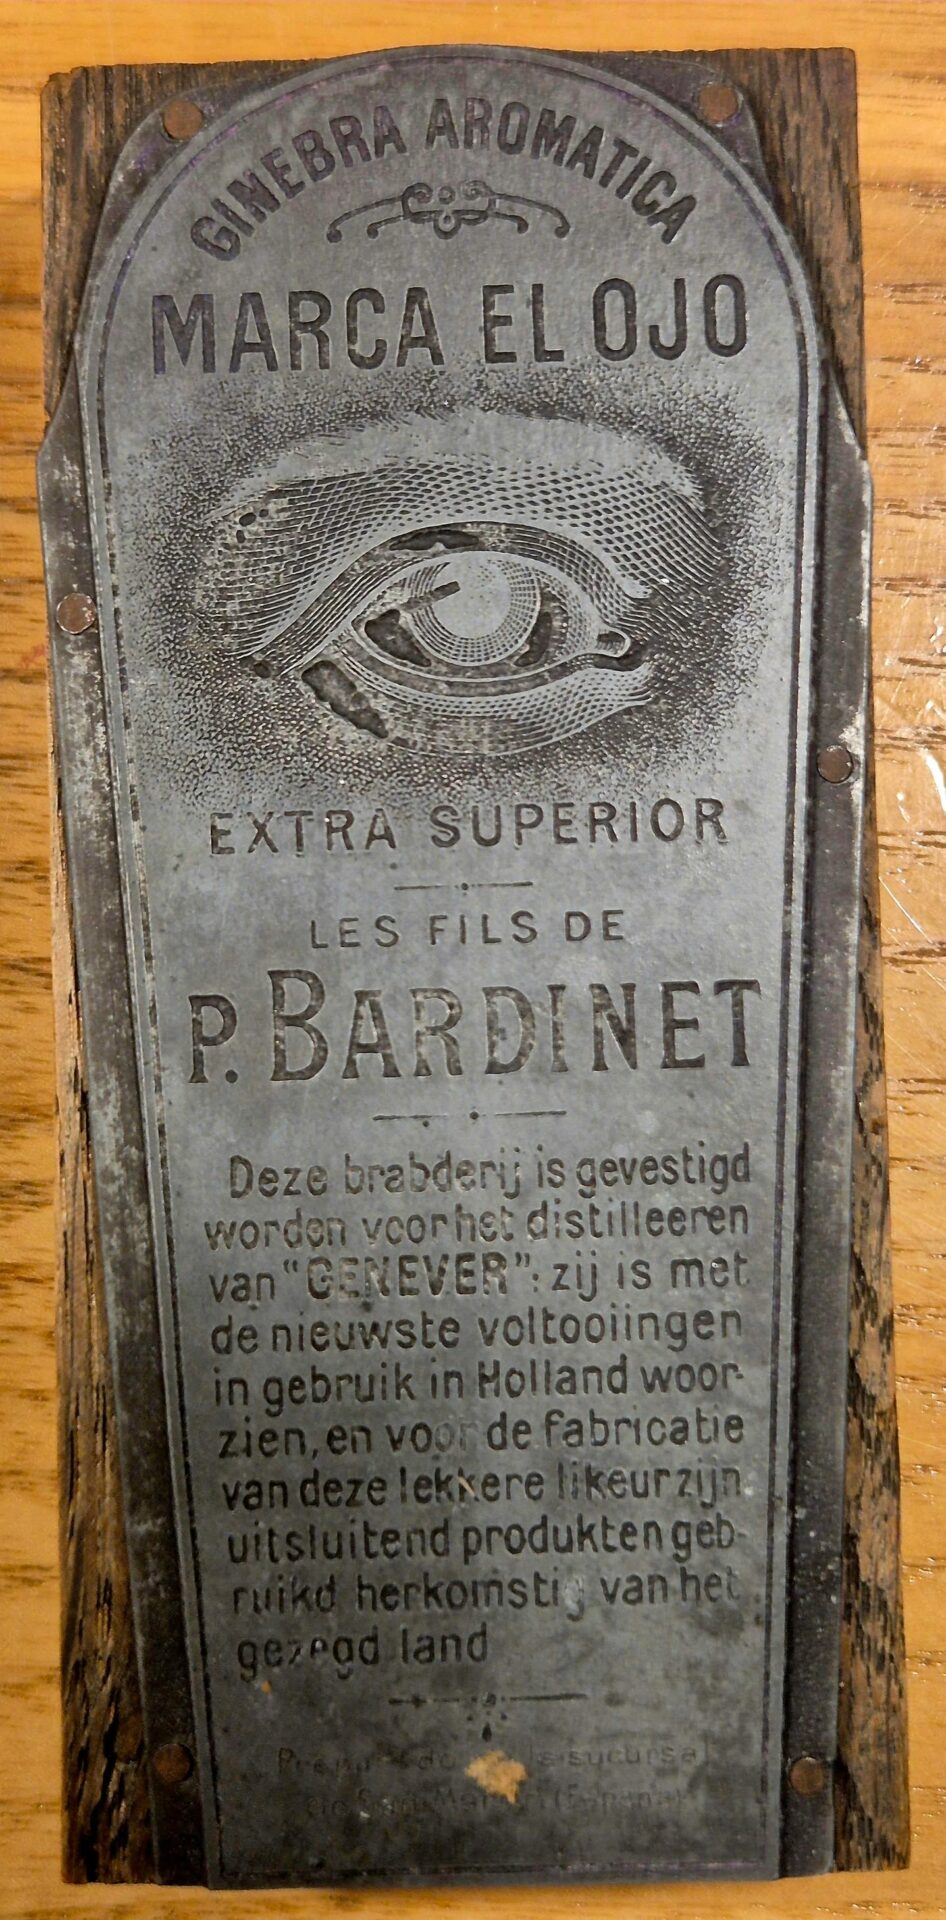 GINEBRA AROMATICA
MARCA EL OJO
EXTRA SUPERIOR
LES FILS DE
P. BARDINET
Deze brabderij is gevestigd
worden voor het distilleeren
van "GENEVER": zij is met
de nieuwste voltooiingen
in gebruik in Holland woor-
zien, en voor de fabricatie
van deze lekkere likeur zijn
uitsluitend produkten geb-
ruikd herkomstig van het
gezegd land
sucursal